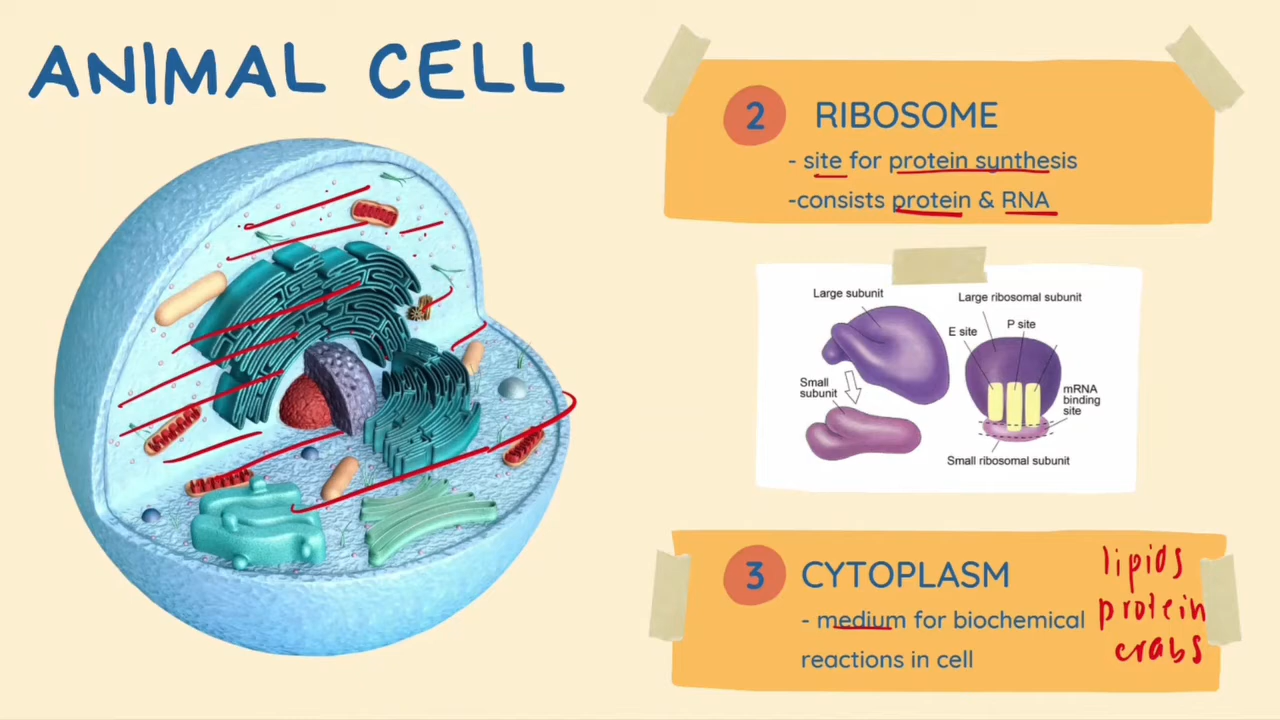 ANIMAL CELL
2 RIBOSOME
- site for protein synthesis
-consists protein & RNA
Large subunit
Small
subunit
Large ribosomal subunit
E site
P site
mRNA
binding
site
Small ribosomal subunit
3 CYTOPLASM
- medium for biochemical
reactions in cell
lipids
protein
crabs